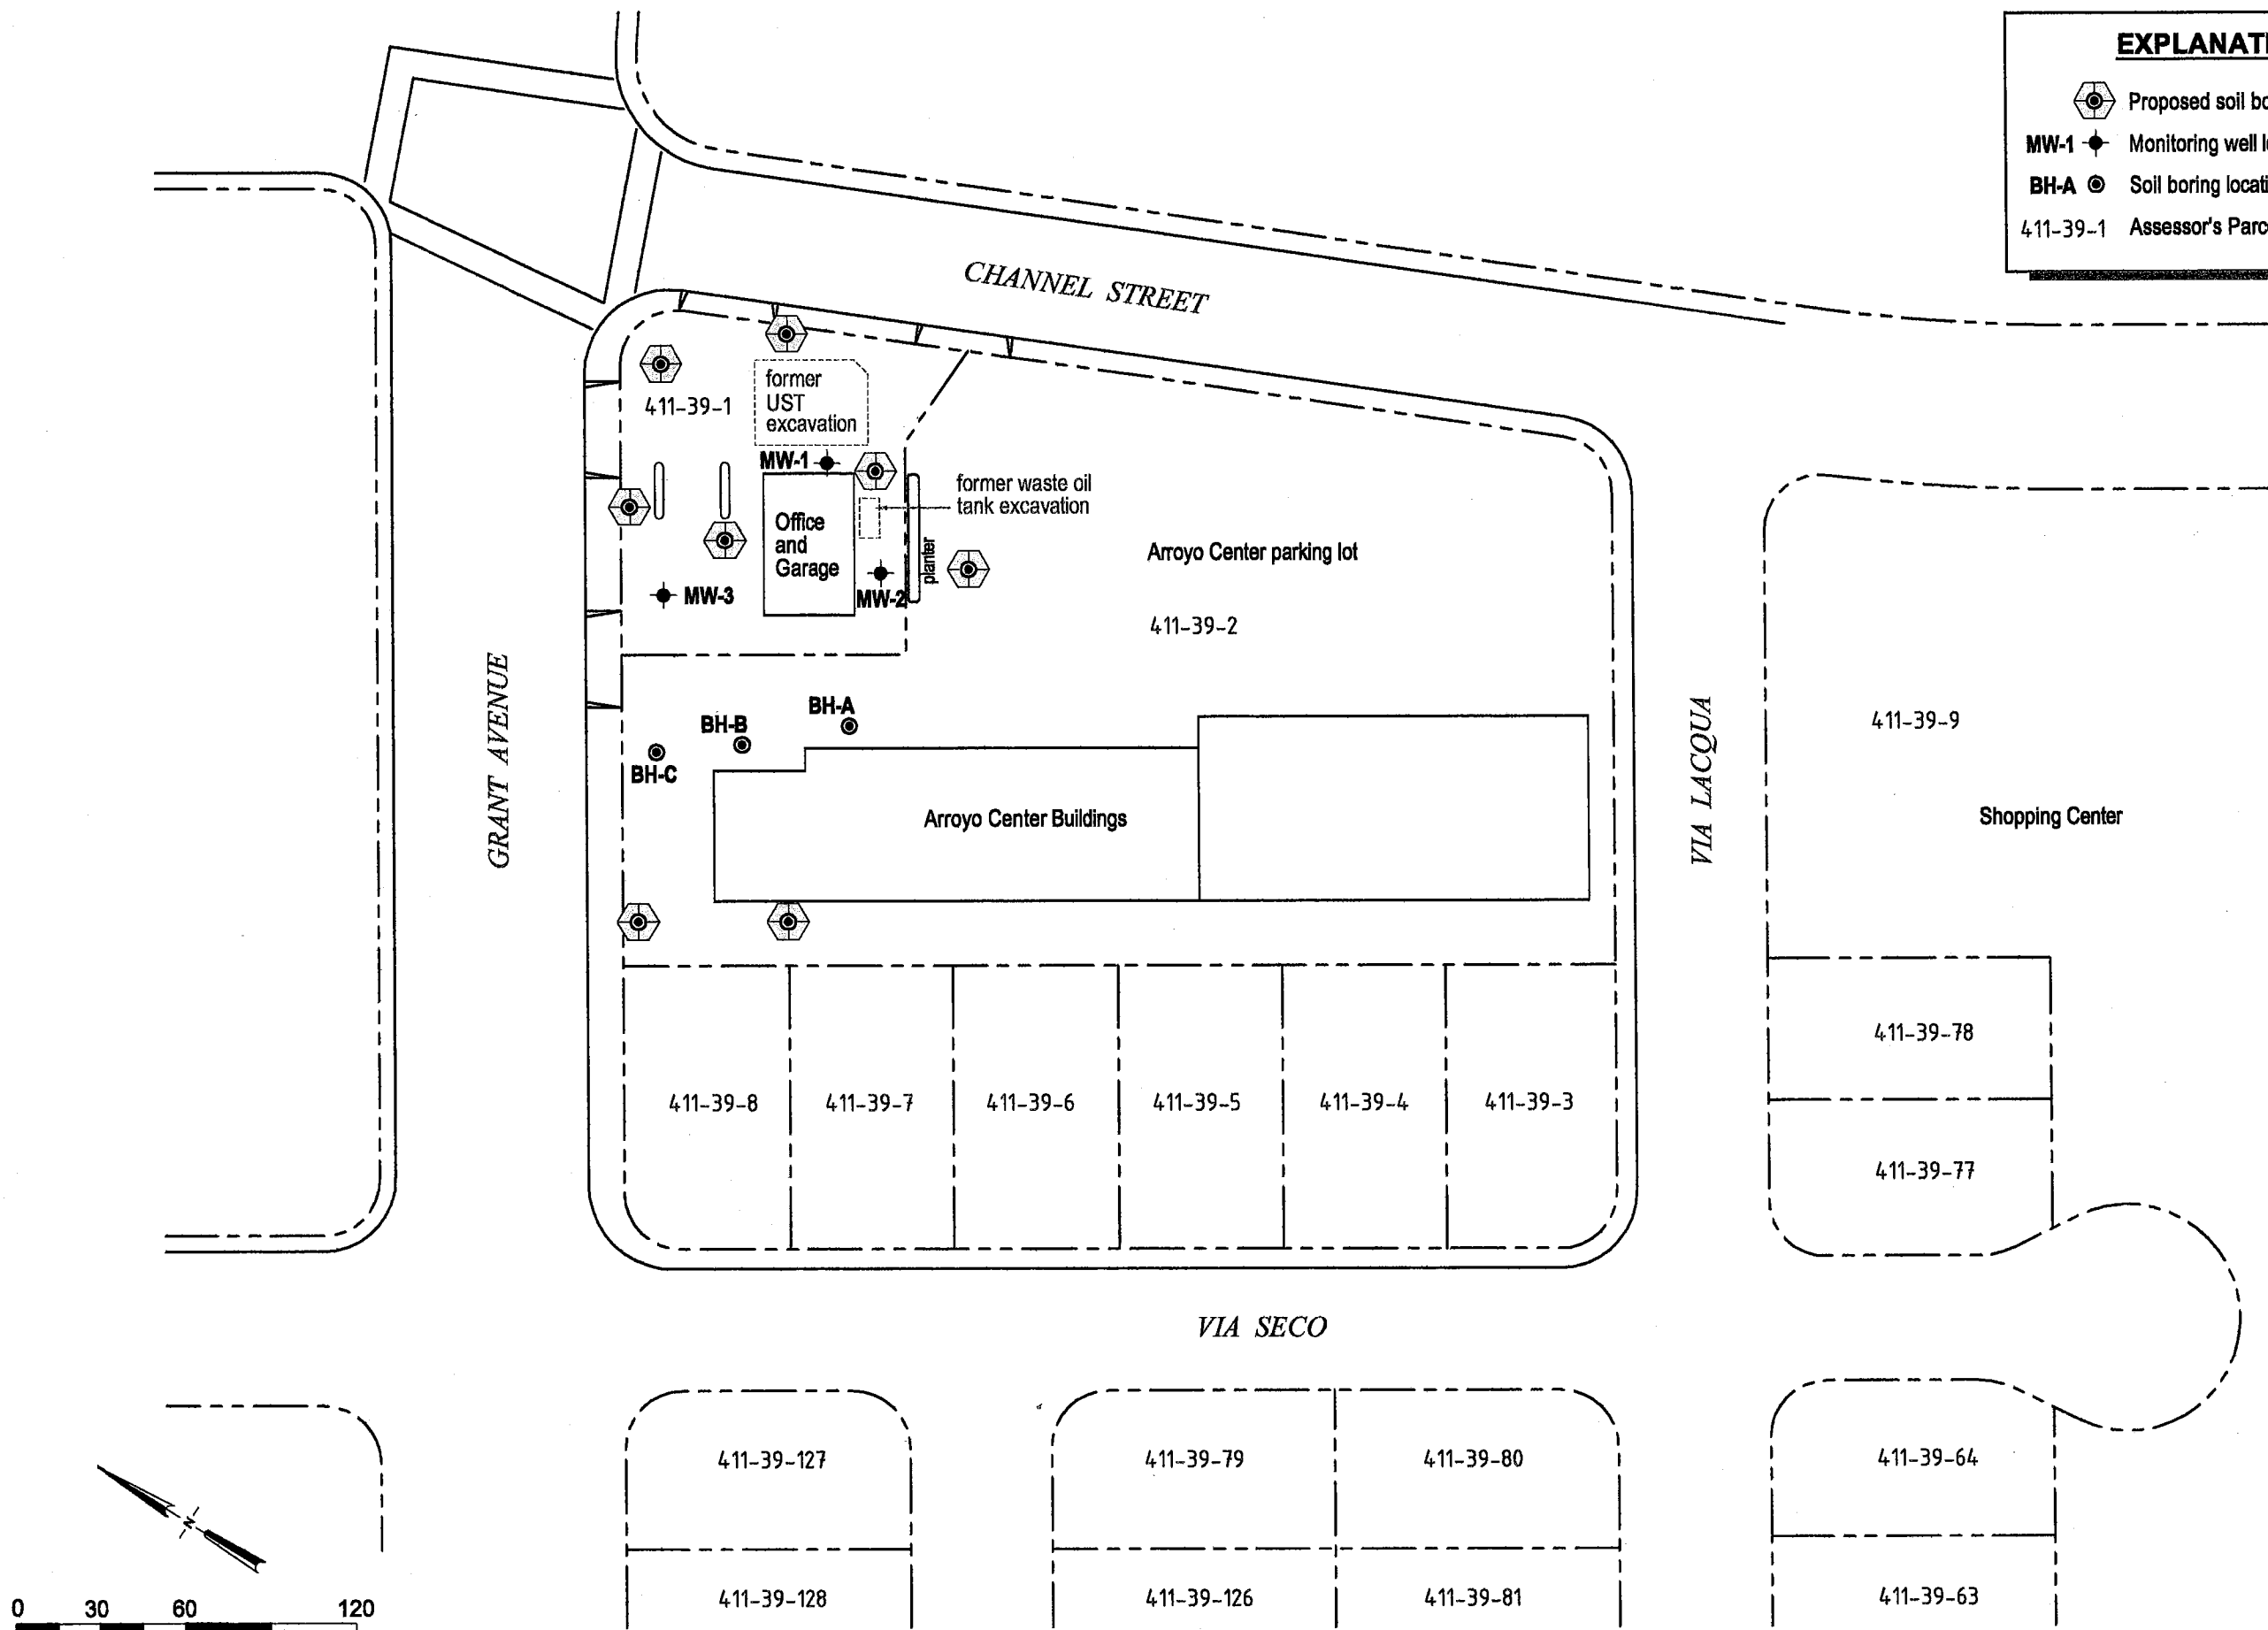 EXPLANATI
Proposed soil bo
MW-1 Monitoring well l
BH-A Soil boring locati
411-39-1 Assessor's Parc
CHANNEL STREET
former
UST
excavation
411-39-1
MW-1
former waste oil
tank excavation
Office
and
Garage
planter
MW-2
MW-3
Arroyo Center parking lot
411-39-2
GRANT AVENUE
BH-A
BH-B
BH-C
Arroyo Center Buildings
VIA LACQUA
411-39-9
Shopping Center
411-39-78
411-39-77
411-39-8 411-39-7 411-39-6 411-39-5 411-39-4 411-39-3
VIA SECO
411-39-127 411-39-79 411-39-80 411-39-64
N
411-39-128 411-39-126 411-39-81 411-39-63
0 30 60 120